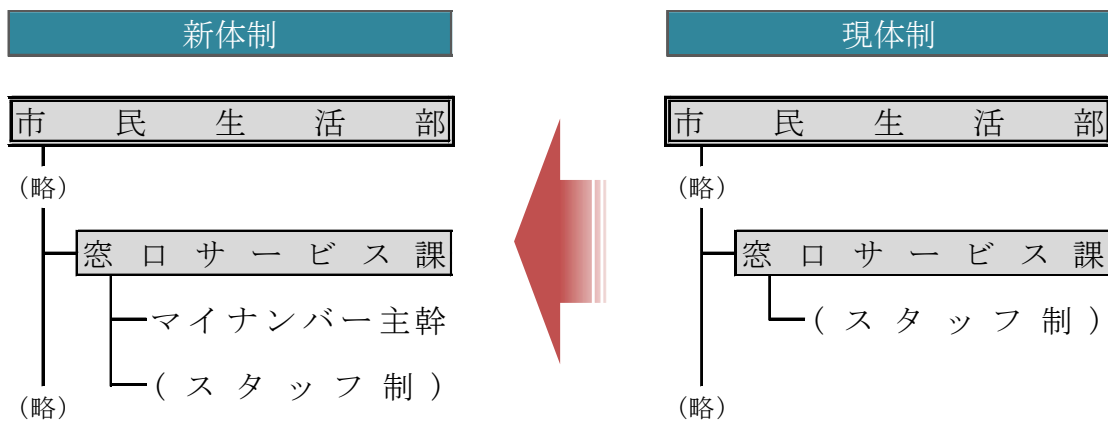 新体制
市民生活部
(略)
窓口サービス課
マイナンバー主幹
(スタッフ制)
(略)
現体制
市民生活部
(略)
窓口サービス課
(スタッフ制)
(略)